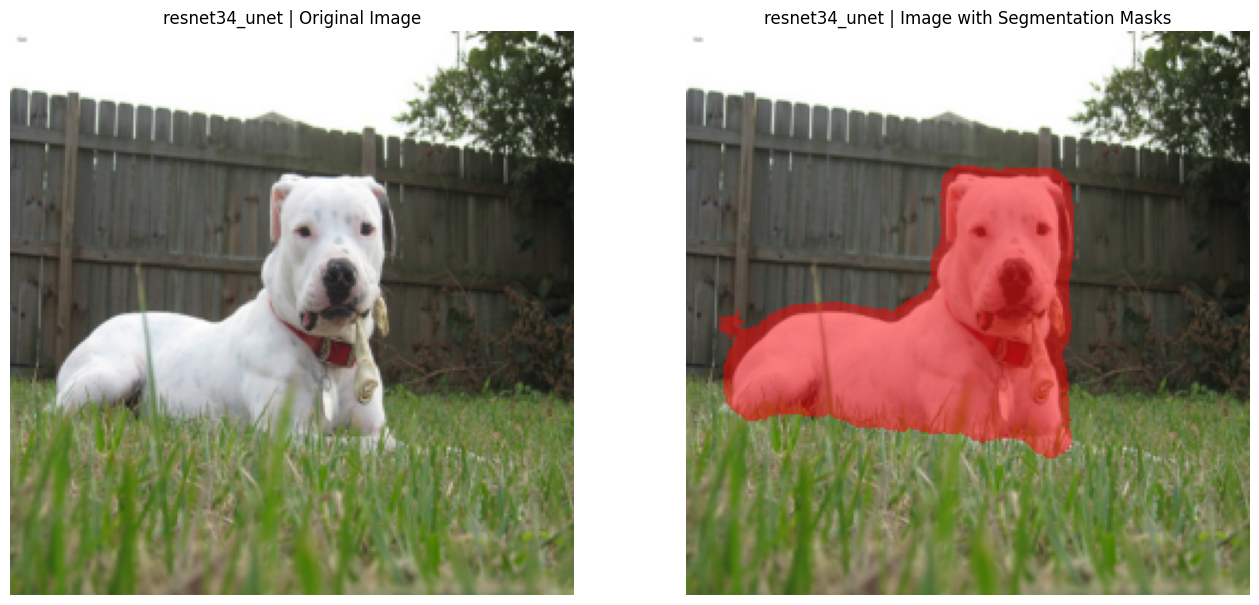 resnet34_unet | Original Image
resnet34_unet | Image with Segmentation Masks